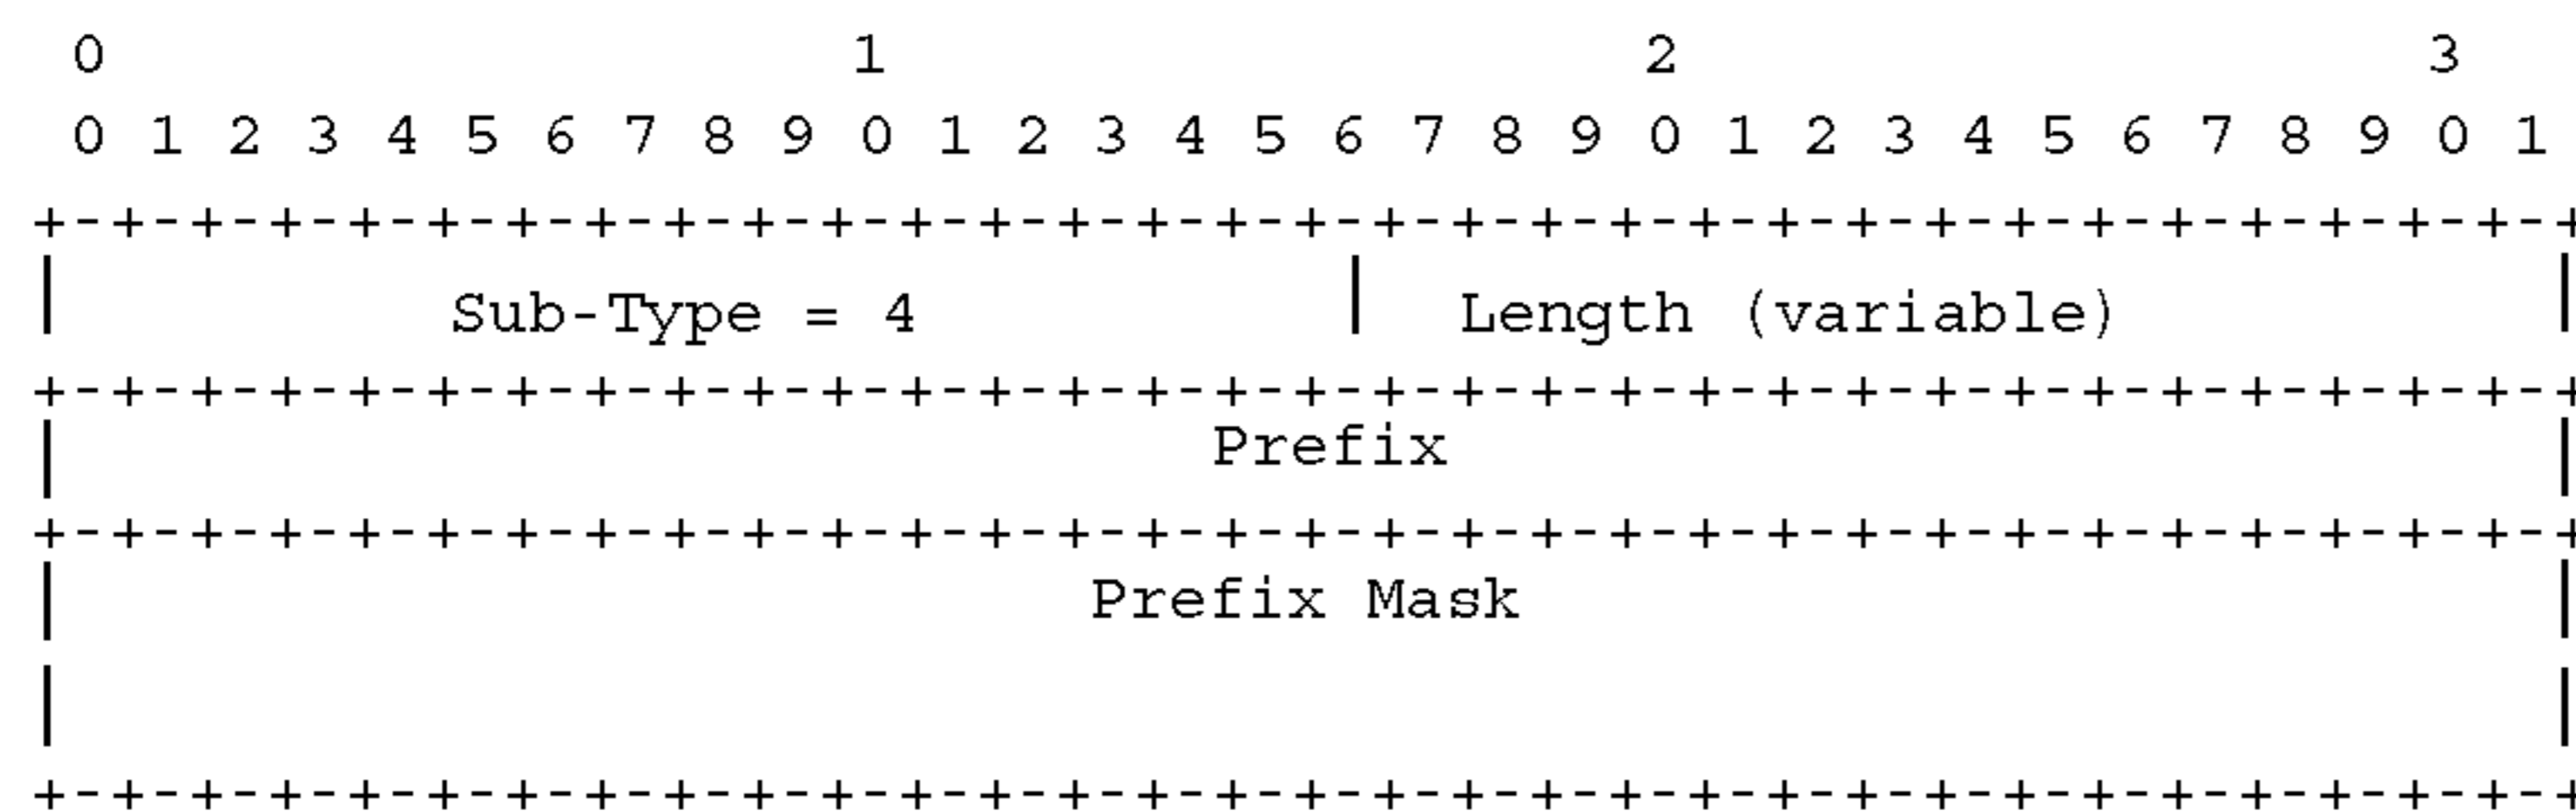 0 1 2 3
0 1 2 3 4 5 6 7 8 9 0 1 2 3 4 5 6 7 8 9 0 1 2 3 4 5 6 7 8 9 0 1
+-+-+-+-+-+-+-+-+-+-+-+-+-+-+-+-+-+-+-+-+-+-+-+-+-+-+-+-+-+-+-+-+
| Sub-Type = 4 | Length (variable) |
+-+-+-+-+-+-+-+-+-+-+-+-+-+-+-+-+-+-+-+-+-+-+-+-+-+-+-+-+-+-+-+-+
| Prefix |
+-+-+-+-+-+-+-+-+-+-+-+-+-+-+-+-+-+-+-+-+-+-+-+-+-+-+-+-+-+-+-+-+
| Prefix Mask |
| |
+-+-+-+-+-+-+-+-+-+-+-+-+-+-+-+-+-+-+-+-+-+-+-+-+-+-+-+-+-+-+-+-+